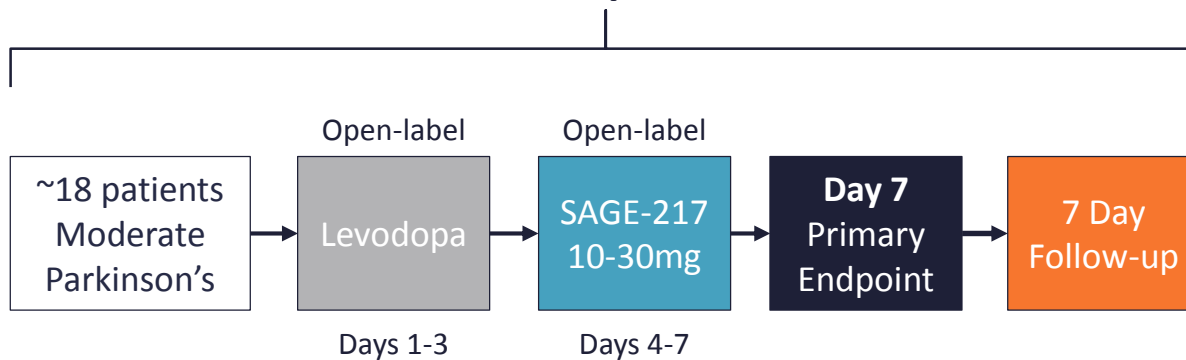 Open-label
Open-label
~18 patients
Moderate
Parkinson's
Levodopa
SAGE-217
10-30mg
Day 7
Primary
Endpoint
7 Day
Follow-up
Days 1-3
Days 4-7